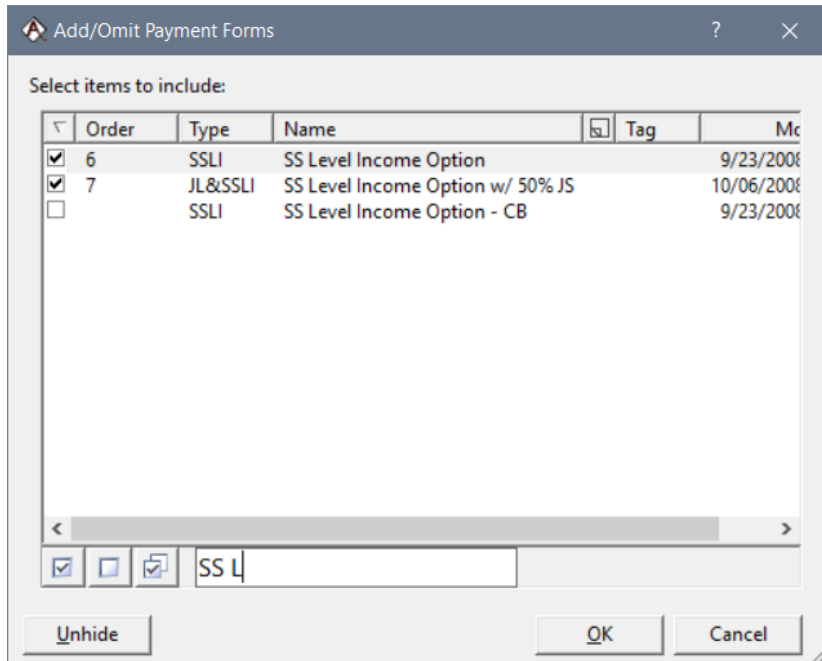 Add/Omit Payment Forms ?
Select items to include:
Order Type Name Tag Mo
6 SSLI SS Level Income Option 9/23/2008
7 JL&SSLI SS Level Income Option w/ 50% JS 10/06/2008
SSLI SS Level Income Option - CB 9/23/2008
SS L
Unhide OK Cancel